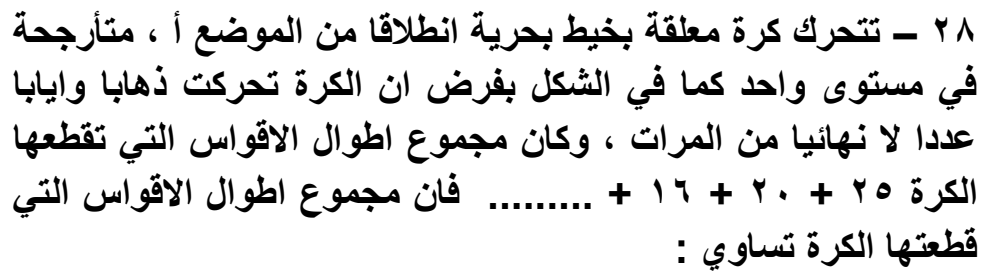 ٢٨ – تتحرك كرة معلقة بخيط بحرية انطلاقا من الموضع أ ، متأرجحة
في مستوى واحد كما في الشكل بفرض ان الكرة تحركت ذهابا وايابا
عددا لا نهائيا من المرات ، وكان مجموع اطوال الاقواس التي تقطعها
الكرة ٢٥ + ٢٠ + ١٦ + ......... فان مجموع اطوال الاقواس التي
قطعتها الكرة تساوي :